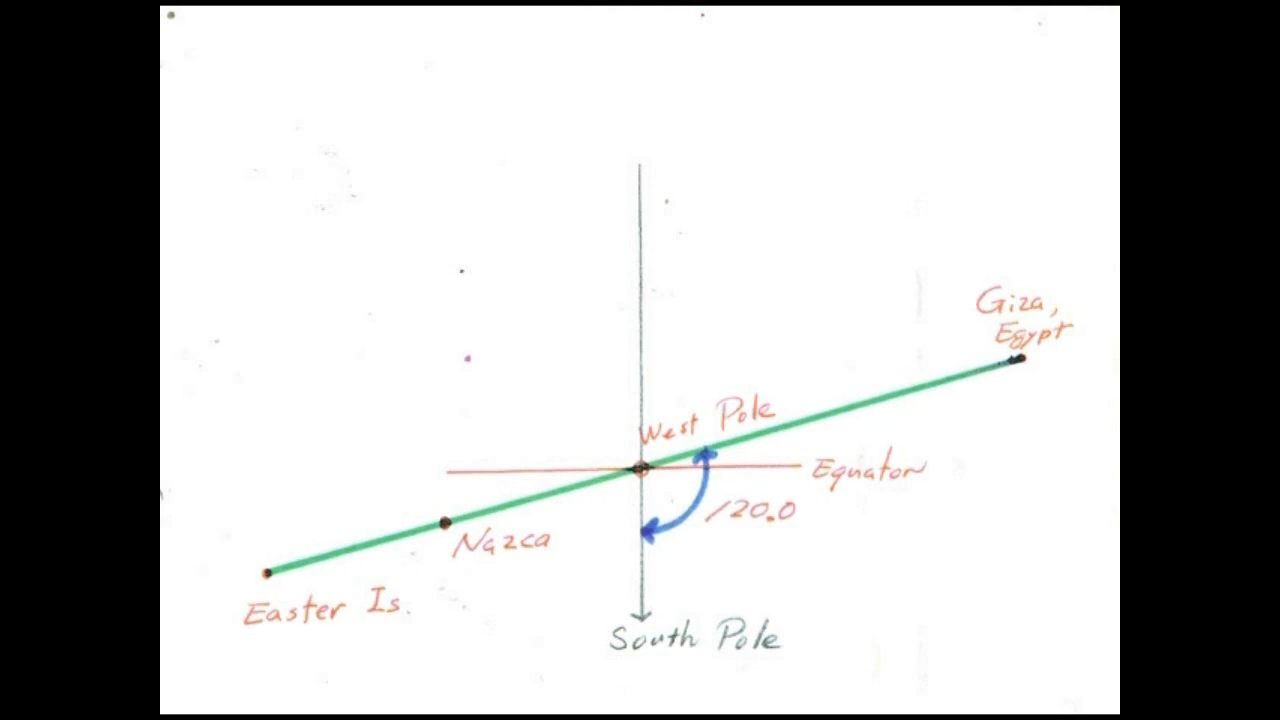 Giza,
Egypt
West Pole
Equator
120.0
Nazca
Easter Is.
South Pole